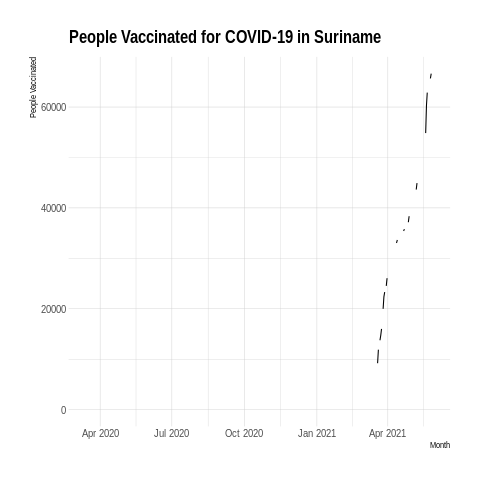 People Vaccinated for COVID-19 in Suriname
People Vaccinated
60000
40000
20000
0
Apr 2020 Jul 2020 Oct 2020 Jan 2021 Apr 2021
Month